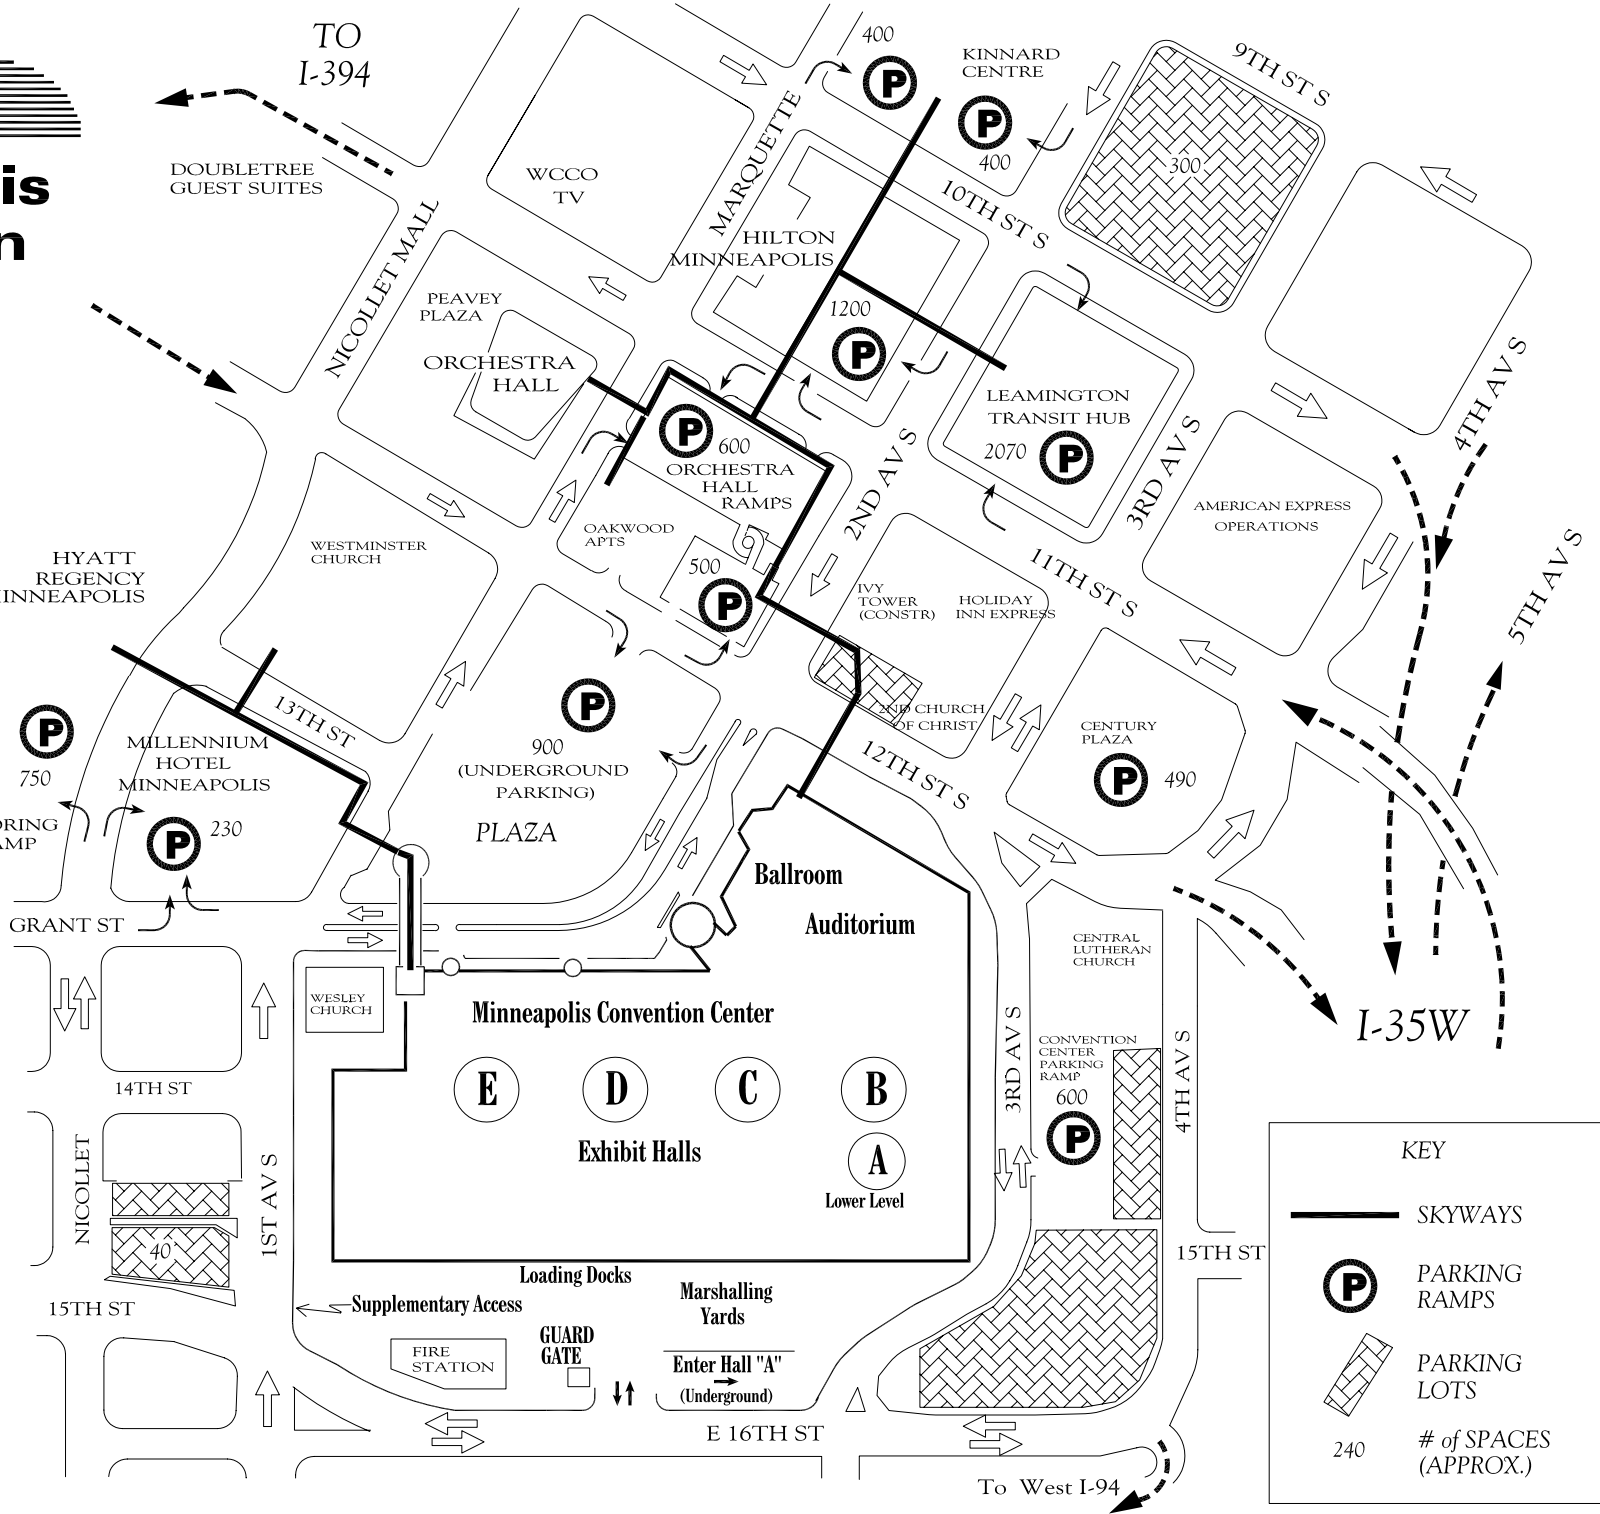 TO
I-394
400
KINNARD
CENTRE
P
P
400
9TH ST S
300
is
n
DOUBLETREE
GUEST SUITES
WCCO
TV
MARQUETTE
10TH ST S
NICOLLET MALL
HILTON
MINNEAPOLIS
PEAVEY
PLAZA
1200
P
ORCHESTRA
HALL
4TH AV S
LEAMINGTON
TRANSIT HUB
2070
P
P
600
ORCHESTRA
HALL
RAMPS
2ND AV S
3RD AV S
AMERICAN EXPRESS
OPERATIONS
OAKWOOD
APTS
WESTMINSTER
CHURCH
HYATT
REGENCY
INNEAPOLIS
500
P
11TH ST S
5TH AV S
IVY
TOWER
(CONSTR)
HOLIDAY
INN EXPRESS
13TH ST
P
2ND CHURCH
OF CHRIST
CENTURY
PLAZA
P
490
P
750
MILLENNIUM
HOTEL
MINNEAPOLIS
900
(UNDERGROUND
PARKING)
12TH ST S
ORING
AMP
P
230
PLAZA
Ballroom
Auditorium
GRANT ST
CENTRAL
LUTHERAN
CHURCH
WESLEY
CHURCH
Minneapolis Convention Center
I-35W
3RD AV S
4TH AV S
CONVENTION
CENTER
PARKING
RAMP
600
P
E
D
C
B
14TH ST
Exhibit Halls
A
Lower Level
NICOLLET
1ST AV S
40
15TH ST
15TH ST
Loading Docks
Supplementary Access
Marshalling
Yards
GUARD
GATE
FIRE
STATION
Enter Hall "A"
(Underground)
E 16TH ST
To West I-94
KEY
SKYWAYS
P
PARKING
RAMPS
PARKING
LOTS
240
# of SPACES
(APPROX.)